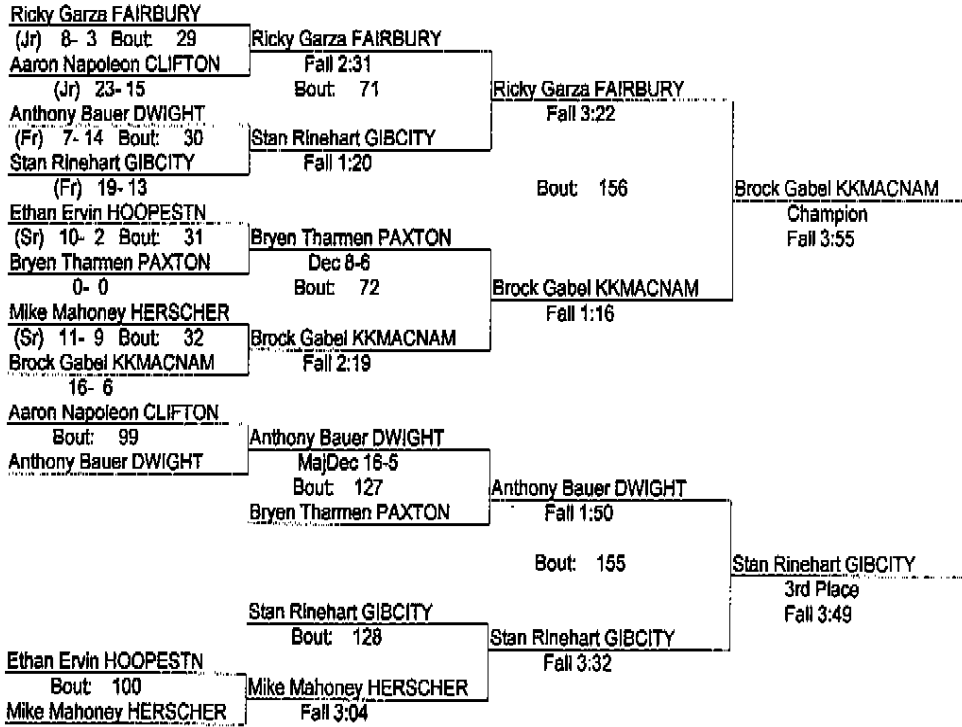 Ricky Garza FAIRBURY
(Jr) 8- 3 Bout: 29
Aaron Napoleon CLIFTON
(Jr) 23- 15
Anthony Bauer DWIGHT
(Fr) 7- 14 Bout: 30
Stan Rinehart GIBCITY
(Fr) 19- 13
Ethan Ervin HOOPESTN
(Sr) 10- 2 Bout: 31
Bryen Tharmen PAXTON
0- 0
Mike Mahoney HERSCHER
(Sr) 11- 9 Bout: 32
Brock Gabel KKMACNAM
16- 6
Ricky Garza FAIRBURY
Fall 2:31
Bout: 71
Stan Rinehart GIBCITY
Fall 1:20
Bryen Tharmen PAXTON
Dec 8-6
Bout: 72
Brock Gabel KKMACNAM
Fall 2:19
Ricky Garza FAIRBURY
Fall 3:22
Bout: 156
Brock Gabel KKMACNAM
Fall 1:16
Brock Gabel KKMACNAM
Champion
Fall 3:55
Aaron Napoleon CLIFTON
Bout: 99
Anthony Bauer DWIGHT
Ethan Ervin HOOPESTN
Bout: 100
Mike Mahoney HERSCHER
Anthony Bauer DWIGHT
MajDec 16-5
Bout: 127
Bryen Tharmen PAXTON
Stan Rinehart GIBCITY
Bout: 128
Mike Mahoney HERSCHER
Fall 3:04
Anthony Bauer DWIGHT
Fall 1:50
Bout: 155
Stan Rinehart GIBCITY
Fall 3:32
Stan Rinehart GIBCITY
3rd Place
Fall 3:49